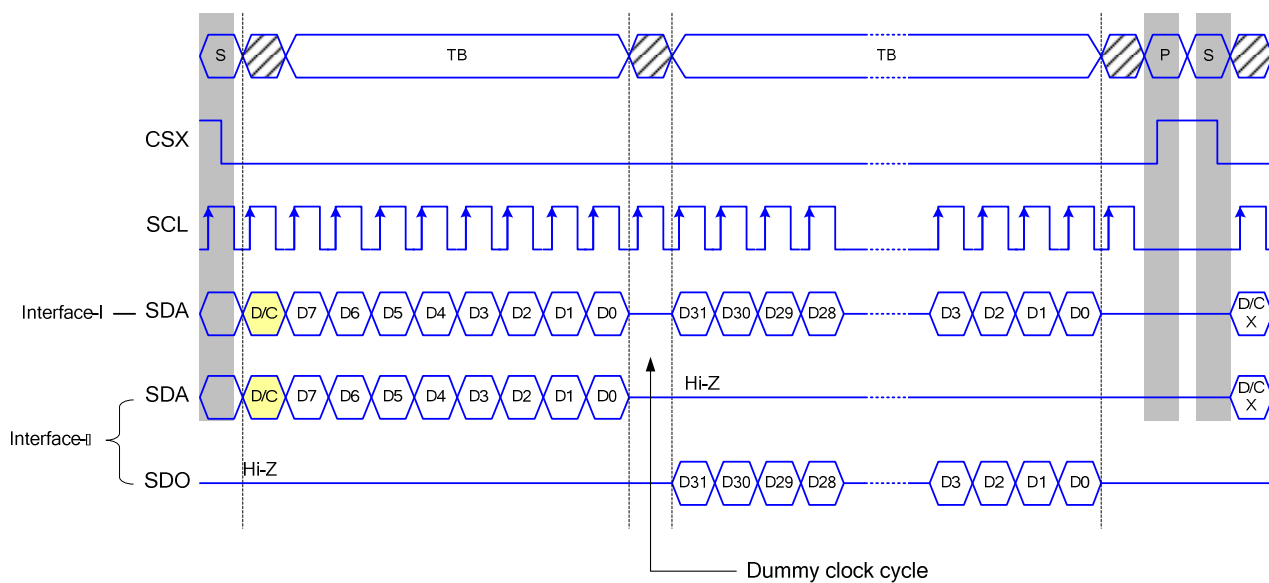 S TB TB P S
CSX
SCL
Interface-I SDA D/C D7 D6 D5 D4 D3 D2 D1 D0 D31 D30 D29 D28 D3 D2 D1 D0 D/C X
SDA D/C D7 D6 D5 D4 D3 D2 D1 D0 Hi-Z D/C X
Interface-▯
Hi-Z
SDO D31 D30 D29 D28 D3 D2 D1 D0
Dummy clock cycle